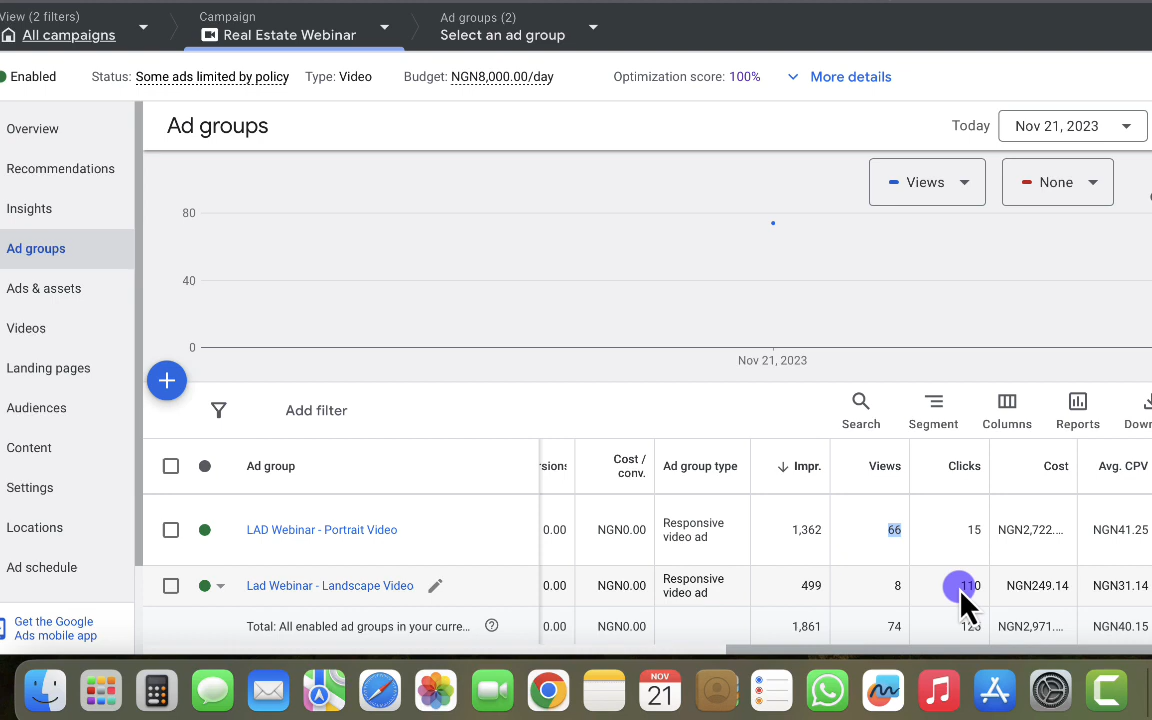 View (2 filters)
All campaigns
Campaign
Real Estate Webinar
Ad groups (2)
Select an ad group
Enabled
Status: Some ads limited by policy
Type: Video
Budget: NGN8,000.00/day
Optimization score: 100%
More details
Overview
Recommendations
Insights
Ad groups
Ads & assets
Videos
Landing pages
Audiences
Content
Settings
Locations
Ad schedule
Get the Google
Ads mobile app
Ad groups
Today
Nov 21, 2023
Views
None
80
40
0
Nov 21, 2023
Add filter
Search
Segment
Columns
Reports
Down
Ad group
rsions
Cost /
conv.
Ad group type
Impr.
Views
Clicks
Cost
Avg. CPV
LAD Webinar - Portrait Video
0.00
NGN0.00
Responsive
video ad
1,362
66
15
NGN2,722....
NGN41.25
Lad Webinar - Landscape Video
0.00
NGN0.00
Responsive
video ad
499
8
110
NGN249.14
NGN31.14
Total: All enabled ad groups in your curre...
0.00
NGN0.00
1,861
74
NGN2,971....
NGN40.15
NOV
21